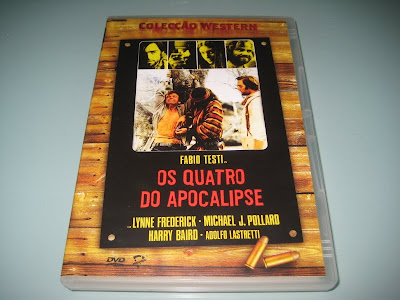 COLECÇÃO WESTERN
FABIO TESTI..
OS QUATRO
DO APOCALIPSE
..LYNNE FREDERICK · MICHAEL J. POLLARD
HARRY BAIRD · ADOLFO LASTRETTI
DVD